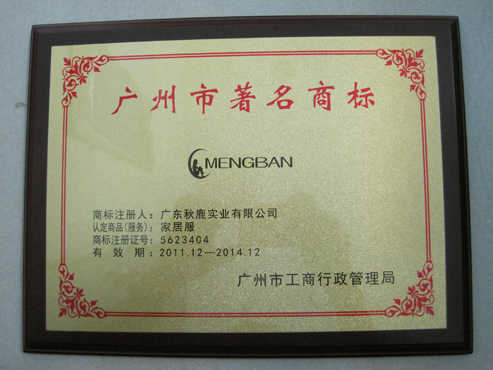 广州市著名商标
MENGBAN
商标注册人：广东秋鹿实业有限公司
认定商品(服务)：家居服
商标注册证号：5623404
有效期：2011.12—2014.12
广州市工商行政管理局